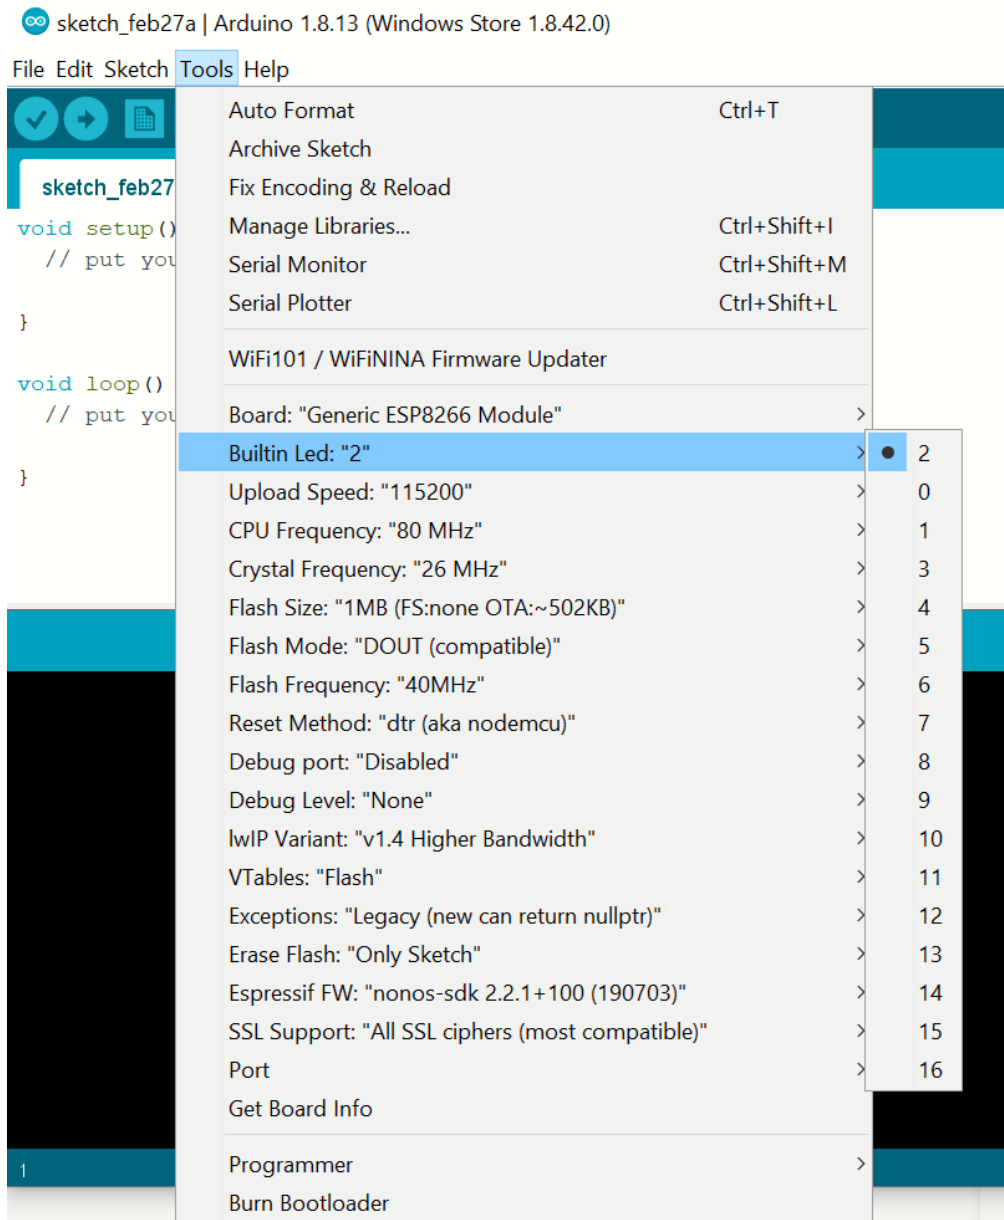 sketch_feb27a | Arduino 1.8.13 (Windows Store 1.8.42.0)
File Edit Sketch Tools Help
sketch_feb27
void setup()
// put you
}
void loop()
// put you
}
Auto Format Ctrl+T
Archive Sketch
Fix Encoding & Reload
Manage Libraries... Ctrl+Shift+I
Serial Monitor Ctrl+Shift+M
Serial Plotter Ctrl+Shift+L
WiFi101 / WiFiNINA Firmware Updater
Board: "Generic ESP8266 Module"
Builtin Led: "2"
Upload Speed: "115200"
CPU Frequency: "80 MHz"
Crystal Frequency: "26 MHz"
Flash Size: "1MB (FS:none OTA:~502KB)"
Flash Mode: "DOUT (compatible)"
Flash Frequency: "40MHz"
Reset Method: "dtr (aka nodemcu)"
Debug port: "Disabled"
Debug Level: "None"
lwIP Variant: "v1.4 Higher Bandwidth"
VTables: "Flash"
Exceptions: "Legacy (new can return nullptr)"
Erase Flash: "Only Sketch"
Espressif FW: "nonos-sdk 2.2.1+100 (190703)"
SSL Support: "All SSL ciphers (most compatible)"
Port
Get Board Info
Programmer
Burn Bootloader
2
0
1
3
4
5
6
7
8
9
10
11
12
13
14
15
16
1